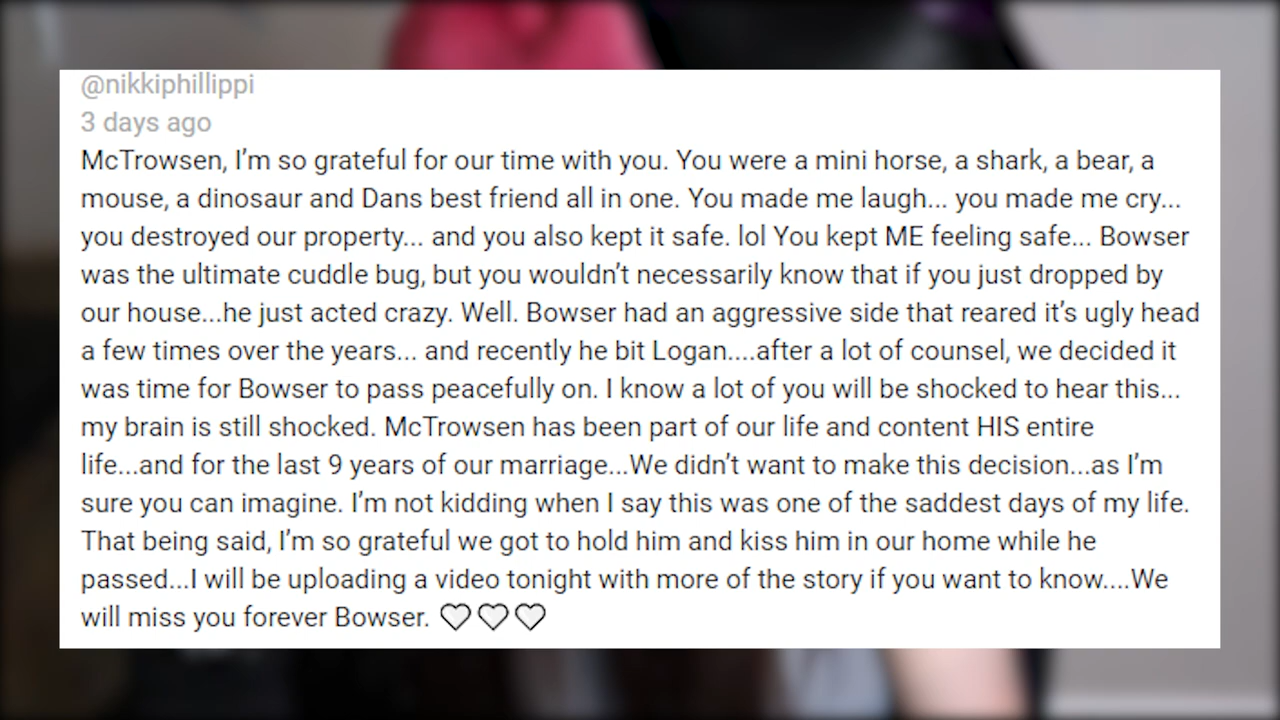 @nikkiphillippi
3 days ago
McTrowsen, I’m so grateful for our time with you. You were a mini horse, a shark, a bear, a
mouse, a dinosaur and Dans best friend all in one. You made me laugh... you made me cry...
you destroyed our property... and you also kept it safe. lol You kept ME feeling safe... Bowser
was the ultimate cuddle bug, but you wouldn’t necessarily know that if you just dropped by
our house...he just acted crazy. Well. Bowser had an aggressive side that reared it’s ugly head
a few times over the years... and recently he bit Logan....after a lot of counsel, we decided it
was time for Bowser to pass peacefully on. I know a lot of you will be shocked to hear this...
my brain is still shocked. McTrowsen has been part of our life and content HIS entire
life...and for the last 9 years of our marriage...We didn’t want to make this decision...as I’m
sure you can imagine. I’m not kidding when I say this was one of the saddest days of my life.
That being said, I’m so grateful we got to hold him and kiss him in our home while he
passed...I will be uploading a video tonight with more of the story if you want to know....We
will miss you forever Bowser. ♡♡♡